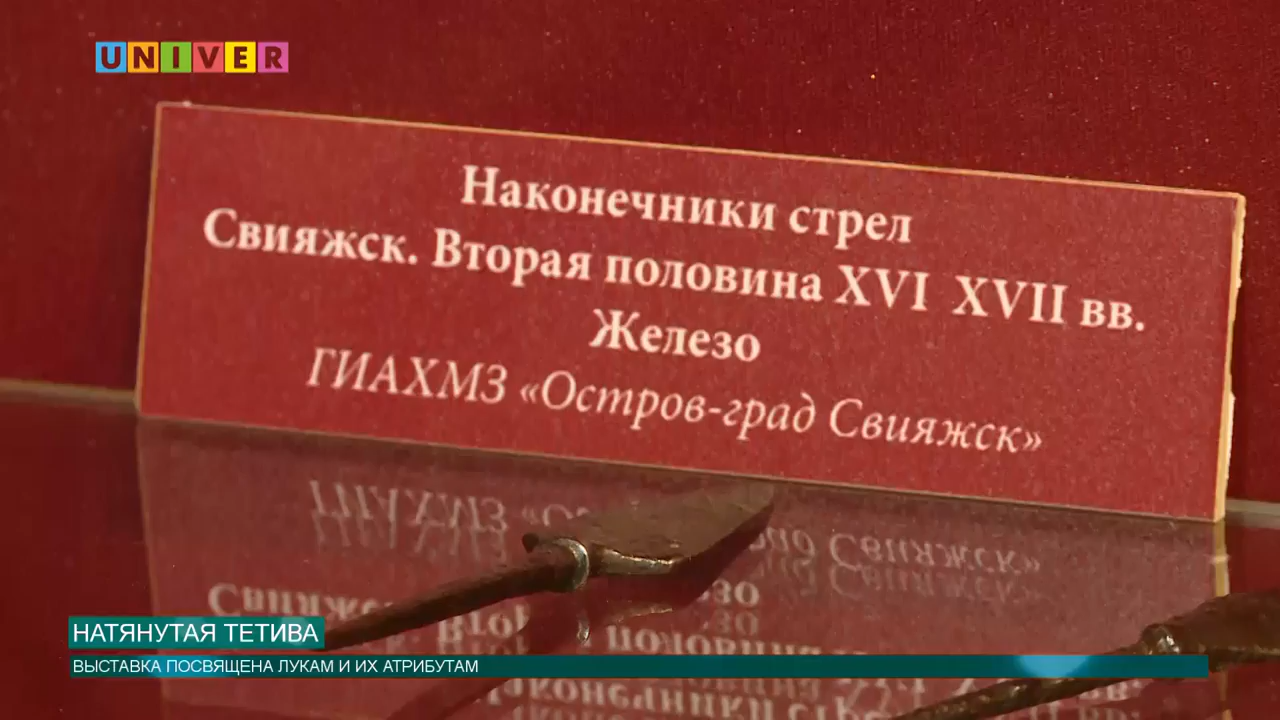 UNIVER
Наконечники стрел
Свияжск. Вторая половина XVI XVII вв.
Железо
ГИАХМЗ «Остров-град Свияжск»
НАТЯНУТАЯ ТЕТИВА
ВЫСТАВКА ПОСВЯЩЕНА ЛУКАМ И ИХ АТРИБУТАМ